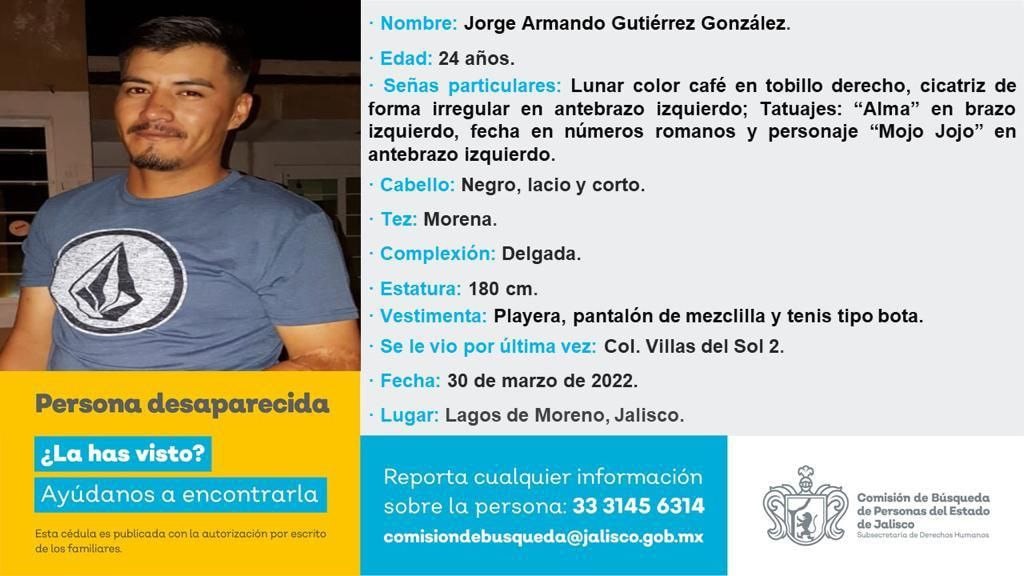 · Nombre: Jorge Armando Gutiérrez González.
· Edad: 24 años.
· Señas particulares: Lunar color café en tobillo derecho, cicatriz de
forma irregular en antebrazo izquierdo; Tatuajes: “Alma” en brazo
izquierdo, fecha en números romanos y personaje “Mojo Jojo” en
antebrazo izquierdo.
· Cabello: Negro, lacio y corto.
· Tez: Morena.
· Complexión: Delgada.
· Estatura: 180 cm.
· Vestimenta: Playera, pantalón de mezclilla y tenis tipo bota.
· Se le vio por última vez: Col. Villas del Sol 2.
· Fecha: 30 de marzo de 2022.
· Lugar: Lagos de Moreno, Jalisco.
Persona desaparecida
¿La has visto?
Ayúdanos a encontrarla
Esta cédula es publicada con la autorización por escrito
de los familiares.
Reporta cualquier información
sobre la persona: 33 3145 6314
comisiondebusqueda@jalisco.gob.mx
Comisión de Búsqueda
de Personas del Estado
de Jalisco
Subsecretaría de Derechos Humanos